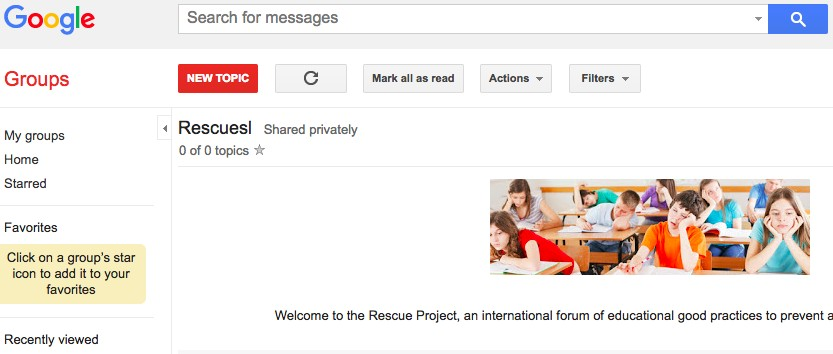 Google
Search for messages
Groups
NEW TOPIC
Mark all as read
Actions
Filters
My groups
Home
Starred
Favorites
Click on a group's star
icon to add it to your
favorites
Recently viewed
Rescuesl Shared privately
0 of 0 topics
Welcome to the Rescue Project, an international forum of educational good practices to prevent a